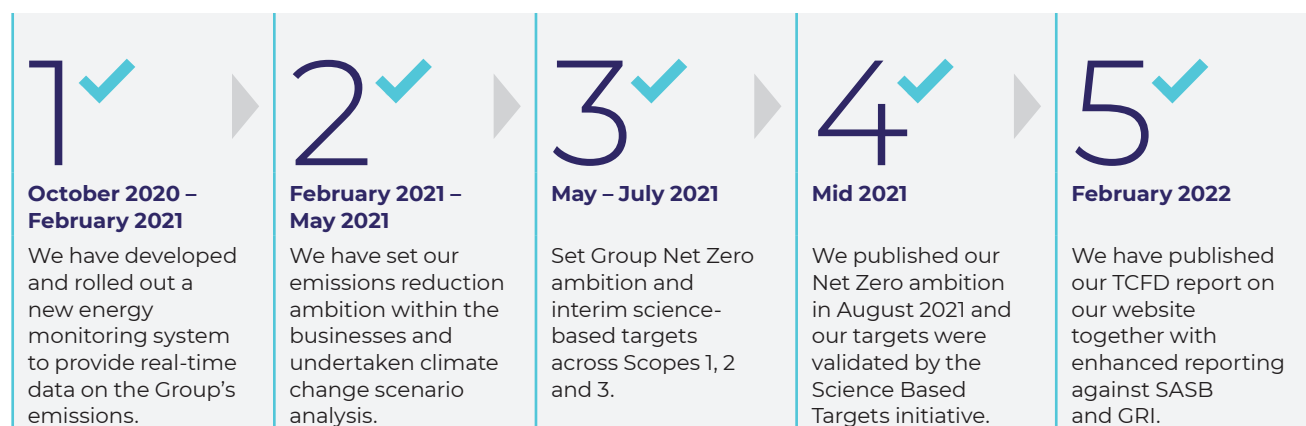 1
October 2020 –
February 2021
We have developed
and rolled out a
new energy
monitoring system
to provide real-time
data on the Group’s
emissions.
2
February 2021 –
May 2021
We have set our
emissions reduction
ambition within the
businesses and
undertaken climate
change scenario
analysis.
3
May – July 2021
Set Group Net Zero
ambition and
interim science-
based targets
across Scopes 1, 2
and 3.
4
Mid 2021
We published our
Net Zero ambition
in August 2021 and
our targets were
validated by the
Science Based
Targets initiative.
5
February 2022
We have published
our TCFD report on
our website
together with
enhanced reporting
against SASB
and GRI.